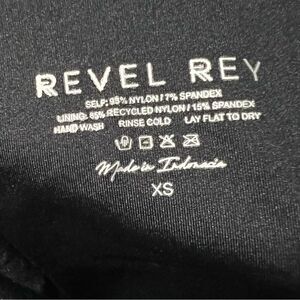 REVEL REY
SELF: 93% NYLON / 7% SPANDEX
LINING: 85% RECYCLED NYLON / 15% SPANDEX
HAND WASH RINSE COLD LAY FLAT TO DRY
Made in Indonesia
XS